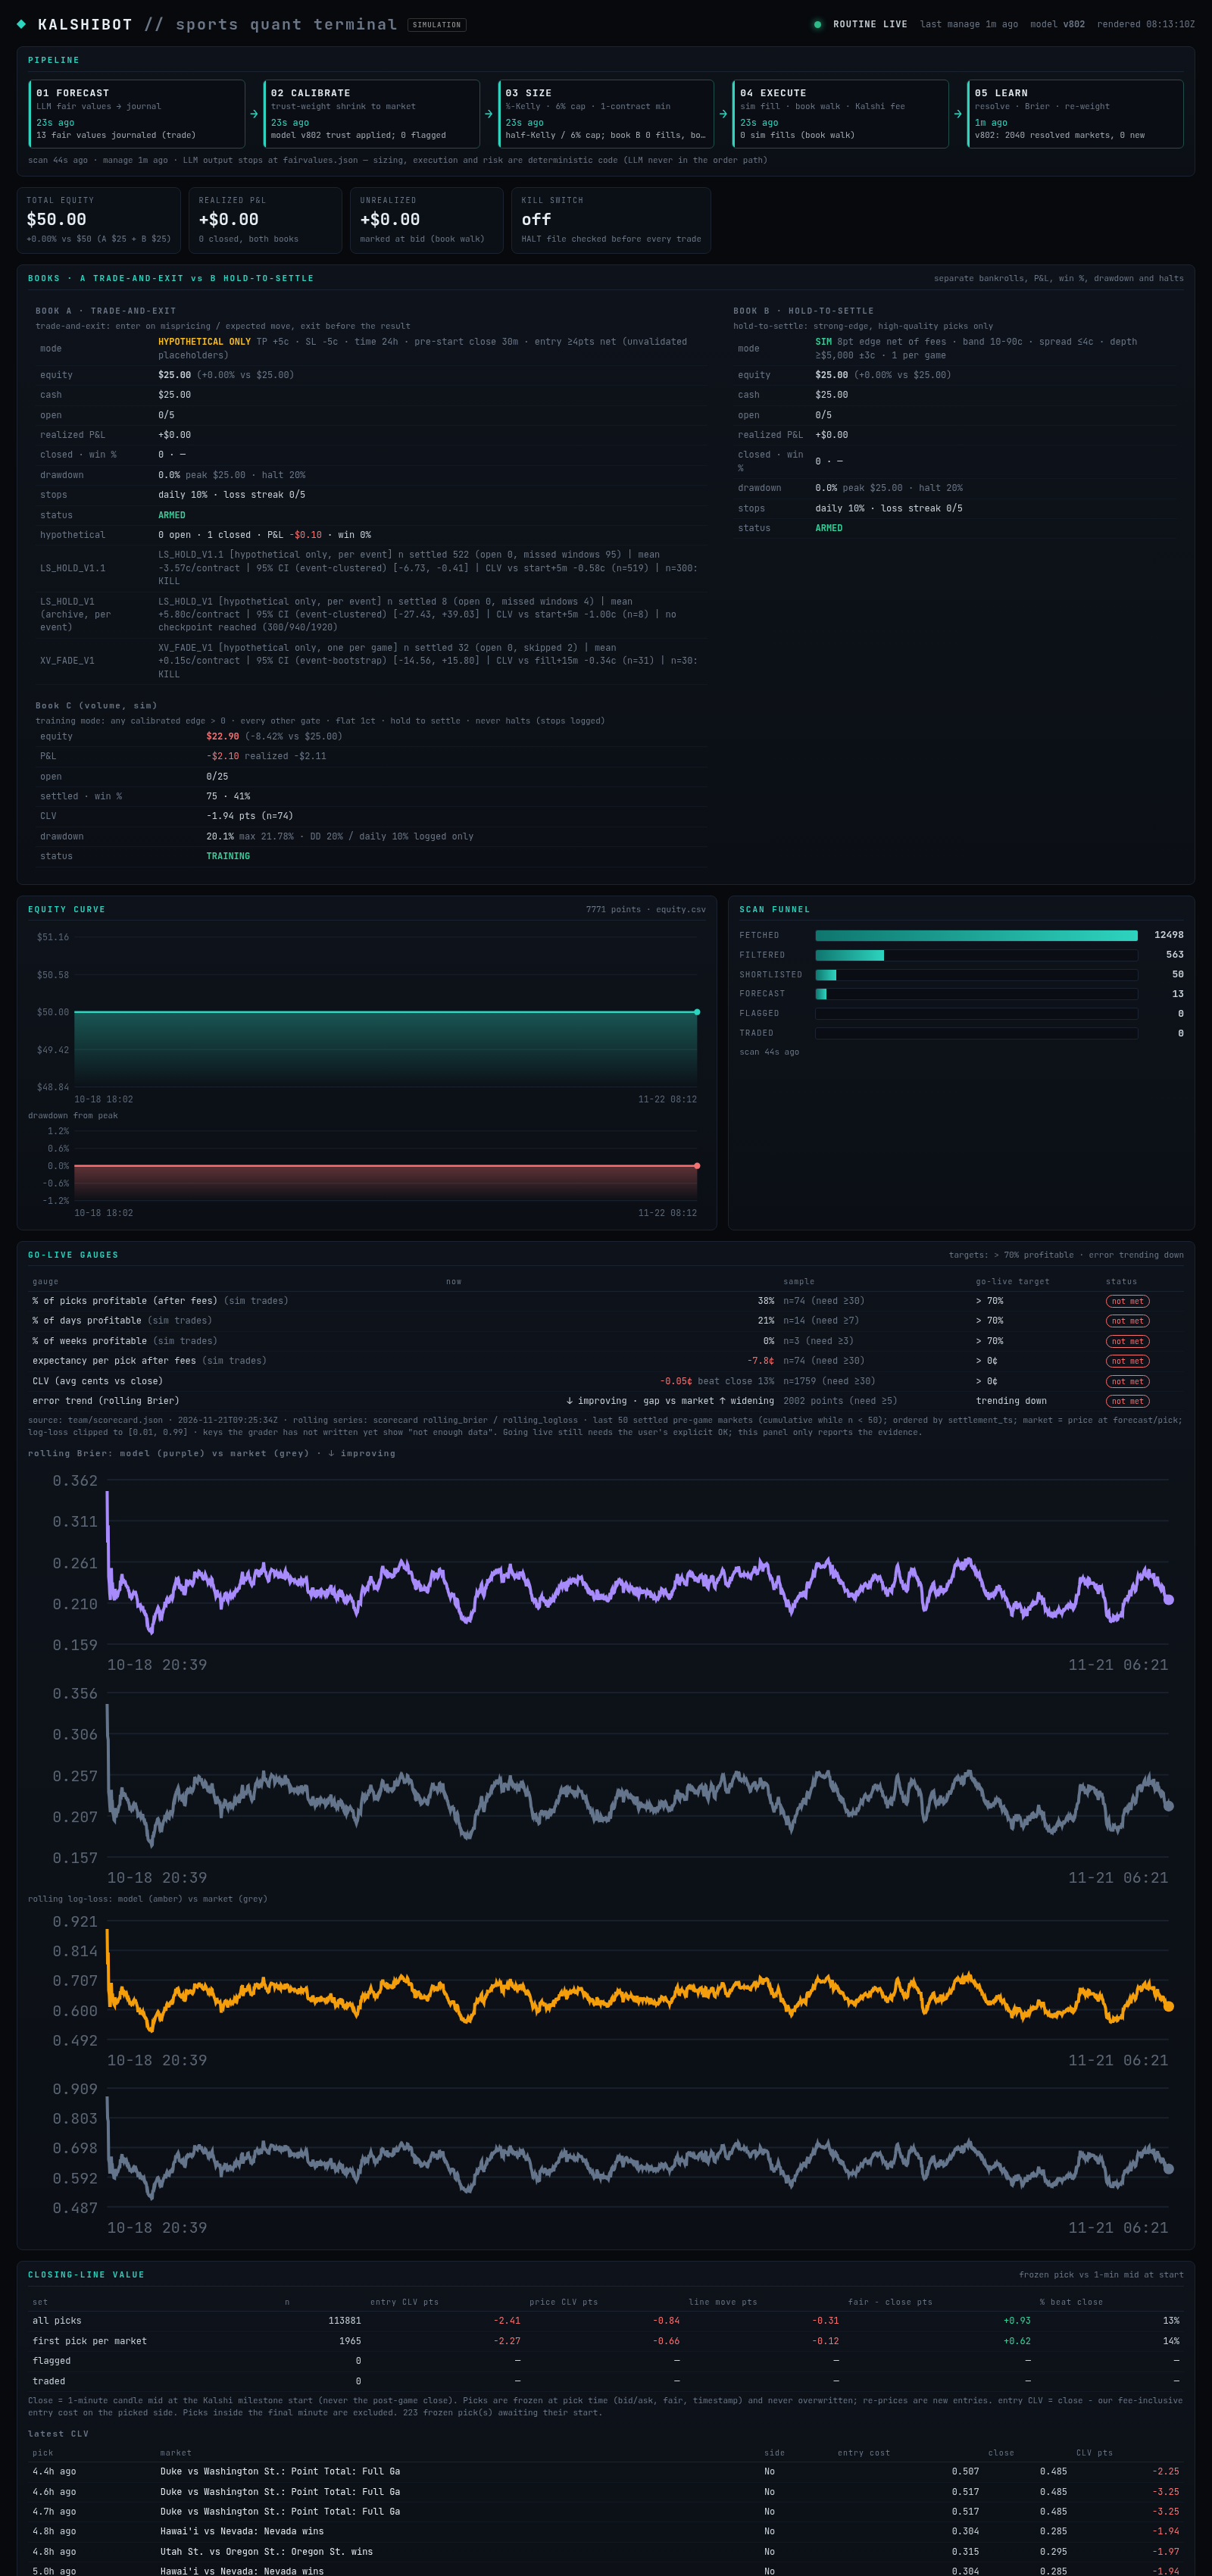 ◆ KALSHIBOT // sports quant terminal SIMULATION
ROUTINE LIVE last manage 1m ago model v802 rendered 08:13:10Z
PIPELINE
01 FORECAST
LLM fair values → journal
23s ago
13 fair values journaled (trade)
→
02 CALIBRATE
trust-weight shrink to market
23s ago
model v802 trust applied; 0 flagged
→
03 SIZE
½-Kelly · 6% cap · 1-contract min
23s ago
half-Kelly / 6% cap; book B 0 fills, bo…
→
04 EXECUTE
sim fill · book walk · Kalshi fee
23s ago
0 sim fills (book walk)
→
05 LEARN
resolve · Brier · re-weight
1m ago
v802: 2040 resolved markets, 0 new
scan 44s ago · manage 1m ago · LLM output stops at fairvalues.json — sizing, execution and risk are deterministic code (LLM never in the order path)
TOTAL EQUITY
$50.00
+0.00% vs $50 (A $25 + B $25)
REALIZED P&L
+$0.00
0 closed, both books
UNREALIZED
+$0.00
marked at bid (book walk)
KILL SWITCH
off
HALT file checked before every trade
BOOKS · A TRADE-AND-EXIT vs B HOLD-TO-SETTLE
separate bankrolls, P&L, win %, drawdown and halts
BOOK A · TRADE-AND-EXIT
trade-and-exit: enter on mispricing / expected move, exit before the result
mode HYPOTHETICAL ONLY TP +5c · SL -5c · time 24h · pre-start close 30m · entry ≥4pts net (unvalidated
placeholders)
equity $25.00 (+0.00% vs $25.00)
cash $25.00
open 0/5
realized P&L +$0.00
closed · win % 0 · —
drawdown 0.0% peak $25.00 · halt 20%
stops daily 10% · loss streak 0/5
status ARMED
hypothetical 0 open · 1 closed · P&L -$0.10 · win 0%
LS_HOLD_V1.1 LS_HOLD_V1.1 [hypothetical only, per event] n settled 522 (open 0, missed windows 95) | mean
-3.57c/contract | 95% CI (event-clustered) [-6.73, -0.41] | CLV vs start+5m -0.58c (n=519) | n=300:
KILL
LS_HOLD_V1 (archive, per event) LS_HOLD_V1 [hypothetical only, per event] n settled 8 (open 0, missed windows 4) | mean
+5.80c/contract | 95% CI (event-clustered) [-27.43, +39.03] | CLV vs start+5m -1.00c (n=8) | no
checkpoint reached (300/940/1920)
XV_FADE_V1 XV_FADE_V1 [hypothetical only, one per game] n settled 32 (open 0, skipped 2) | mean
+0.15c/contract | 95% CI (event-bootstrap) [-14.56, +15.80] | CLV vs fill+15m -0.34c (n=31) | n=30:
KILL
BOOK B · HOLD-TO-SETTLE
hold-to-settle: strong-edge, high-quality picks only
mode SIM 8pt edge net of fees · band 10-90c · spread ≤4c · depth
≥$5,000 ±3c · 1 per game
equity $25.00 (+0.00% vs $25.00)
cash $25.00
open 0/5
realized P&L +$0.00
closed · win % 0 · —
drawdown 0.0% peak $25.00 · halt 20%
stops daily 10% · loss streak 0/5
status ARMED
Book C (volume, sim)
training mode: any calibrated edge > 0 · every other gate · flat 1ct · hold to settle · never halts (stops logged)
equity $22.90 (-8.42% vs $25.00)
P&L -$2.10 realized -$2.11
open 0/25
settled · win % 75 · 41%
CLV -1.94 pts (n=74)
drawdown 20.1% max 21.78% · DD 20% / daily 10% logged only
status TRAINING
EQUITY CURVE
7771 points · equity.csv
$51.16
$50.58
$50.00
$49.42
$48.84
10-18 18:02 11-22 08:12
drawdown from peak
1.2%
0.6%
0.0%
-0.6%
-1.2%
10-18 18:02 11-22 08:12
SCAN FUNNEL
FETCHED 12498
FILTERED 563
SHORTLISTED 50
FORECAST 13
FLAGGED 0
TRADED 0
scan 44s ago
GO-LIVE GAUGES
targets: > 70% profitable · error trending down
gauge now sample go-live target status
% of picks profitable (after fees) (sim trades) 38% n=74 (need ≥30) > 70% not met
% of days profitable (sim trades) 21% n=14 (need ≥7) > 70% not met
% of weeks profitable (sim trades) 0% n=3 (need ≥3) > 70% not met
expectancy per pick after fees (sim trades) -7.8¢ n=74 (need ≥30) > 0¢ not met
CLV (avg cents vs close) -0.05¢ beat close 13% n=1759 (need ≥30) > 0¢ not met
error trend (rolling Brier) ↓ improving · gap vs market ↑ widening 2002 points (need ≥5) trending down not met
source: team/scorecard.json · 2026-11-21T09:25:34Z · rolling series: scorecard rolling_brier / rolling_logloss · last 50 settled pre-game markets (cumulative while n < 50); ordered by settlement_ts; market = price at forecast/pick;
log-loss clipped to [0.01, 0.99] · keys the grader has not written yet show "not enough data". Going live still needs the user's explicit OK; this panel only reports the evidence.
rolling Brier: model (purple) vs market (grey) · ↓ improving
0.362
0.311
0.261
0.210
0.159
10-18 20:39 11-21 06:21
0.356
0.306
0.257
0.207
0.157
10-18 20:39 11-21 06:21
rolling log-loss: model (amber) vs market (grey)
0.921
0.814
0.707
0.600
0.492
10-18 20:39 11-21 06:21
0.909
0.803
0.698
0.592
0.487
10-18 20:39 11-21 06:21
CLOSING-LINE VALUE
frozen pick vs 1-min mid at start
set n entry CLV pts price CLV pts line move pts fair - close pts % beat close
all picks 113881 -2.41 -0.84 -0.31 +0.93 13%
first pick per market 1965 -2.27 -0.66 -0.12 +0.62 14%
flagged 0 — — — — —
traded 0 — — — — —
Close = 1-minute candle mid at the Kalshi milestone start (never the post-game close). Picks are frozen at pick time (bid/ask, fair, timestamp) and never overwritten; re-prices are new entries. entry CLV = close - our fee-inclusive
entry cost on the picked side. Picks inside the final minute are excluded. 223 frozen pick(s) awaiting their start.
latest CLV
pick market side entry cost close CLV pts
4.4h ago Duke vs Washington St.: Point Total: Full Ga No 0.507 0.485 -2.25
4.6h ago Duke vs Washington St.: Point Total: Full Ga No 0.517 0.485 -3.25
4.7h ago Duke vs Washington St.: Point Total: Full Ga No 0.517 0.485 -3.25
4.8h ago Hawai'i vs Nevada: Nevada wins No 0.304 0.285 -1.94
4.8h ago Utah St. vs Oregon St.: Oregon St. wins No 0.315 0.295 -1.97
5.0h ago Hawai'i vs Nevada: Nevada wins No 0.304 0.285 -1.94